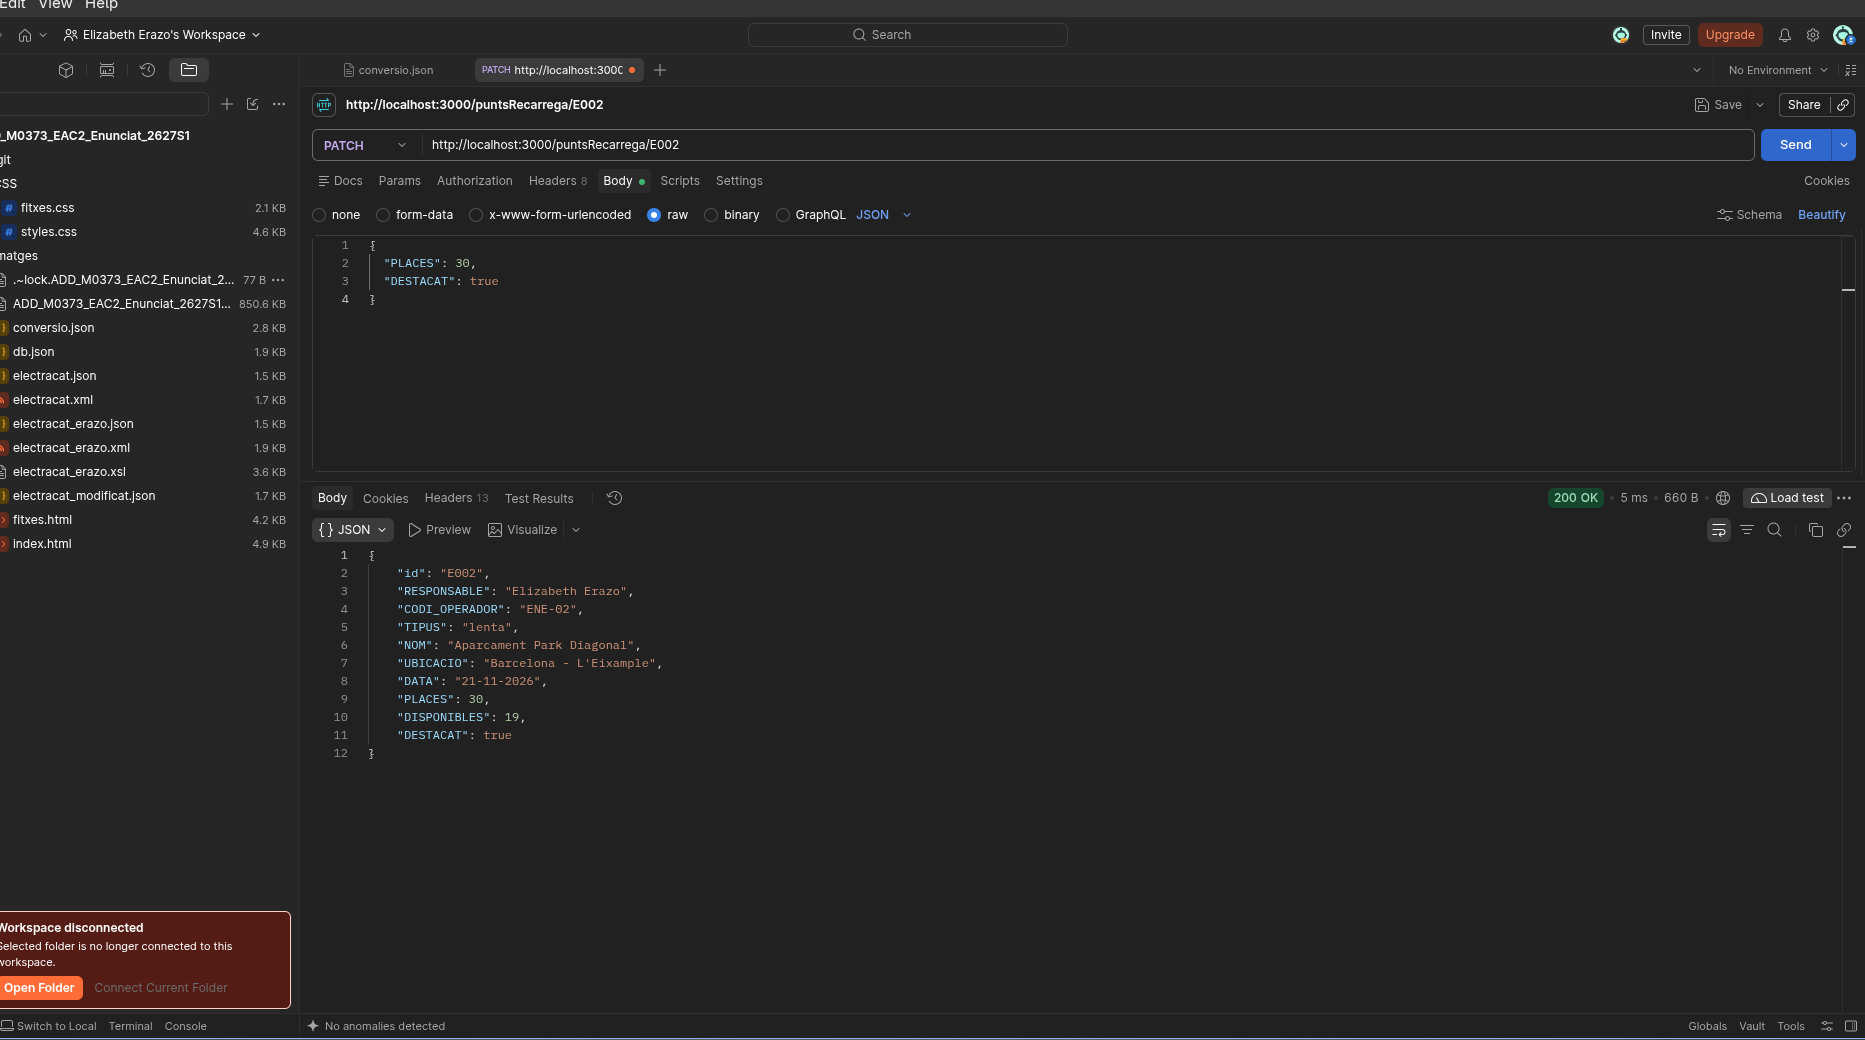 Edit View Help
Elizabeth Erazo's Workspace
Search
Invite
Upgrade
conversio.json
PATCH http://localhost:300
No Environment
http://localhost:3000/puntsRecarrega/E002
Save
Share
_M0373_EAC2_Enunciat_2627S1
PATCH
http://localhost:3000/puntsRecarrega/E002
Send
git
Docs Params Authorization Headers 8 Body Scripts Settings
Cookies
CSS
fitxes.css 2.1 KB
none form-data x-www-form-urlencoded raw binary GraphQL JSON
Schema Beautify
styles.css 4.6 KB
matges
.~lock.ADD_M0373_EAC2_Enunciat_2... 77 B
ADD_M0373_EAC2_Enunciat_2627S1... 850.6 KB
conversio.json 2.8 KB
db.json 1.9 KB
electracat.json 1.5 KB
electracat.xml 1.7 KB
electracat_erazo.json 1.5 KB
electracat_erazo.xml 1.9 KB
electracat_erazo.xsl 3.6 KB
electracat_modificat.json 1.7 KB
fitxes.html 4.2 KB
index.html 4.9 KB
1 {
2 "PLACES": 30,
3 "DESTACAT": true
4 }
Body Cookies Headers 13 Test Results
200 OK • 5 ms • 660 B
Load test
{} JSON Preview Visualize
1 {
2 "id": "E002",
3 "RESPONSABLE": "Elizabeth Erazo",
4 "CODI_OPERADOR": "ENE-02",
5 "TIPUS": "lenta",
6 "NOM": "Aparcament Park Diagonal",
7 "UBICACIO": "Barcelona - L'Eixample",
8 "DATA": "21-11-2026",
9 "PLACES": 30,
10 "DISPONIBLES": 19,
11 "DESTACAT": true
12 }
Workspace disconnected
Selected folder is no longer connected to this
workspace.
Open Folder
Connect Current Folder
Switch to Local Terminal Console
No anomalies detected
Globals Vault Tools